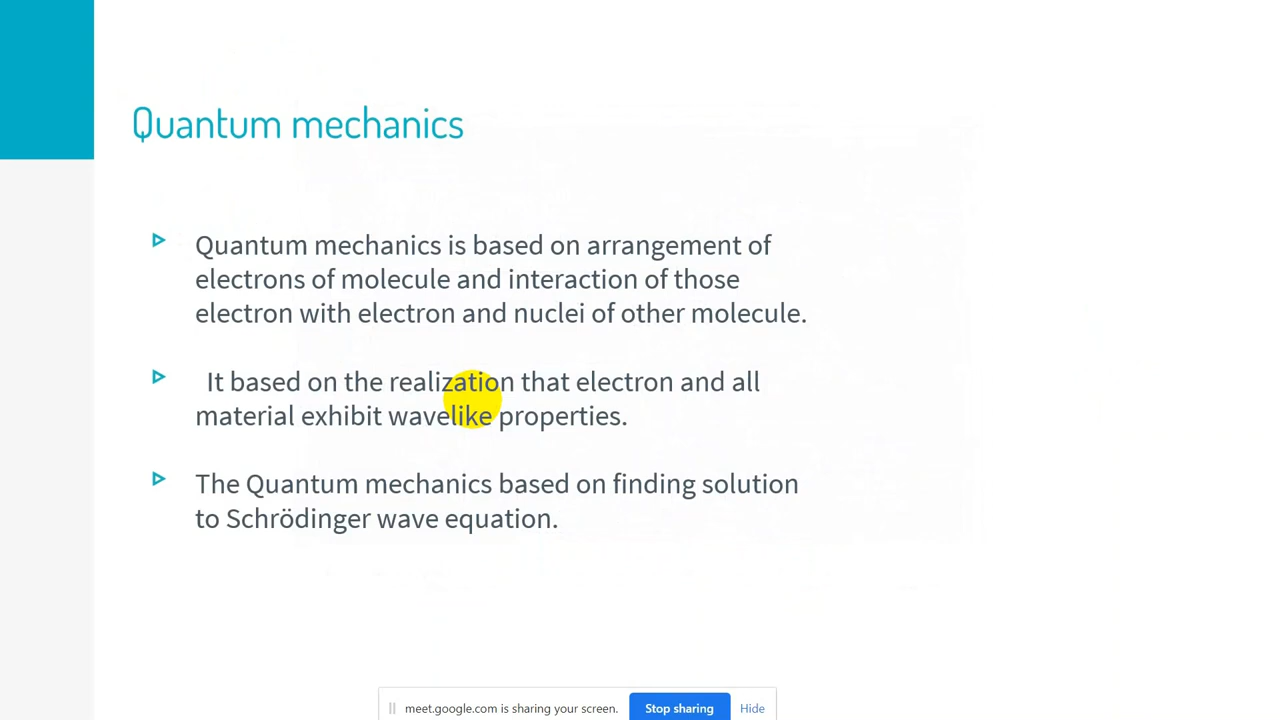 Quantum mechanics
Quantum mechanics is based on arrangement of
electrons of molecule and interaction of those
electron with electron and nuclei of other molecule.
It based on the realization that electron and all
material exhibit wavelike properties.
The Quantum mechanics based on finding solution
to Schrödinger wave equation.
meet.google.com is sharing your screen. Stop sharing Hide